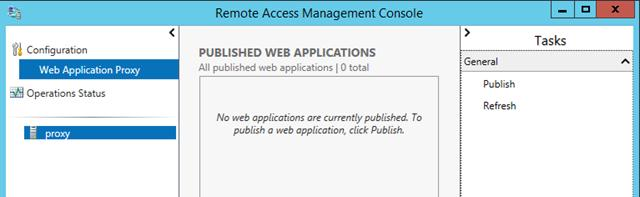 Remote Access Management Console
Configuration
Web Application Proxy
Operations Status
proxy
PUBLISHED WEB APPLICATIONS
All published web applications | 0 total
No web applications are currently published. To
publish a web application, click Publish.
Tasks
General
Publish
Refresh